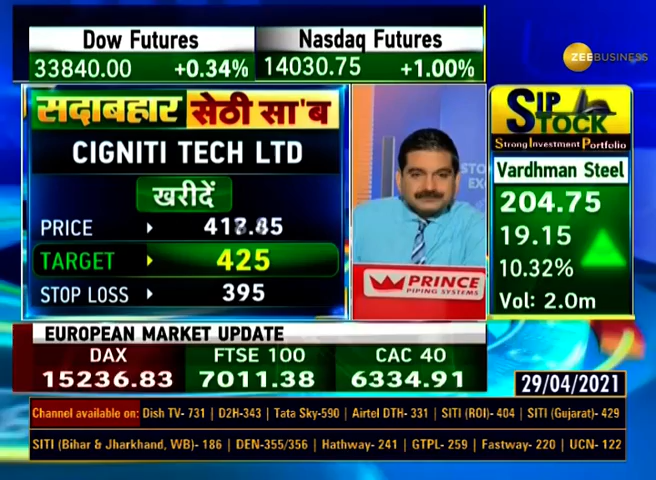 Dow Futures
33840.00 +0.34%
Nasdaq Futures
14030.75 +1.00%
ZEE BUSINESS
सदाबहार सेठी सा'ब
CIGNITI TECH LTD
खरीदें
PRICE
TARGET 425
STOP LOSS 395
PRINCE
PIPING SYSTEMS
SIP
STOCK
Strong Investment Portfolio
Vardhman Steel
204.75
19.15
10.32%
Vol: 2.0m
EUROPEAN MARKET UPDATE
DAX FTSE 100 CAC 40
15236.83 7011.38 6334.91
29/04/2021
Channel available on: Dish TV- 731 | D2H-343 | Tata Sky-590 | Airtel DTH- 331 | SITI (ROI)- 404 | SITI (Gujarat)- 429
SITI (Bihar & Jharkhand, WB)- 186 | DEN-355/356 | Hathway- 241 | GTPL- 259 | Fastway- 220 | UCN- 122